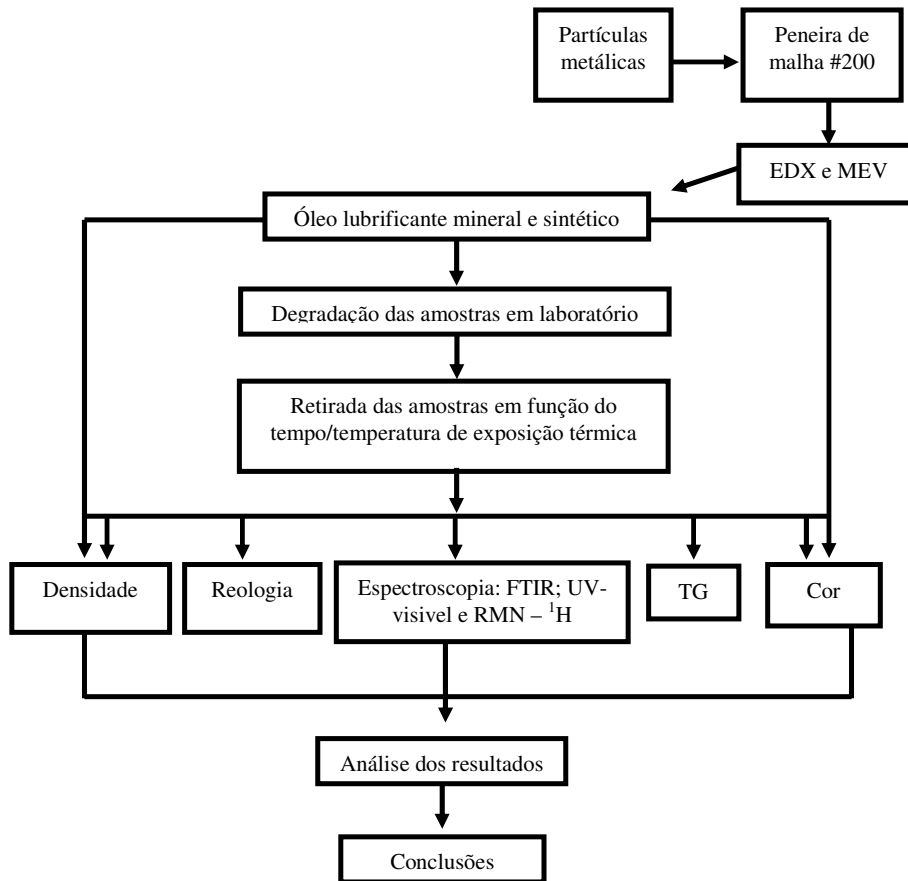 Partículas
metálicas
Peneira de
malha #200
EDX e MEV
Óleo lubrificante mineral e sintético
Degradação das amostras em laboratório
Retirada das amostras em função do
tempo/temperatura de exposição térmica
Densidade
Reologia
Espectroscopia: FTIR; UV-
visivel e RMN – ¹H
TG
Cor
Análise dos resultados
Conclusões